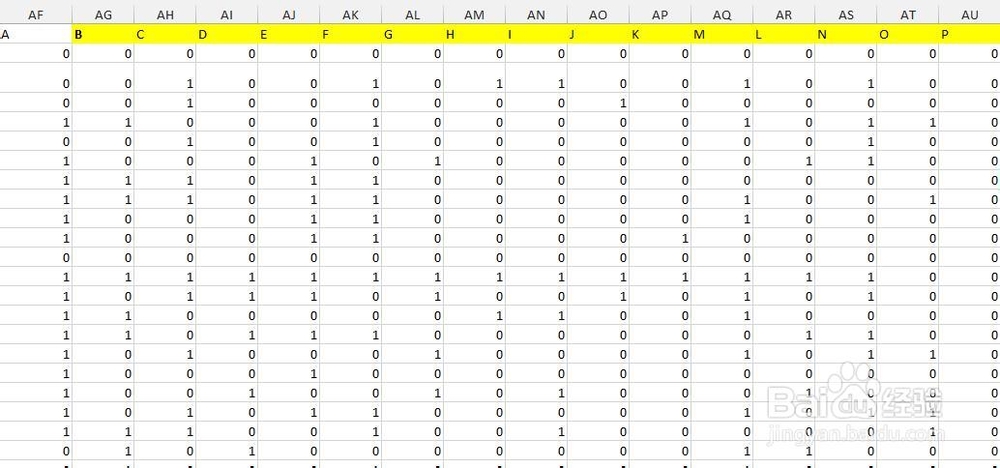 AF AG AH AI AJ AK AL AM AN AO AP AQ AR AS AT AU
A B C D E F G H I J K M L N O P
0 0 0 0 0 0 0 0 0 0 0 0 0 0 0 0
0 0 1 0 0 1 0 1 1 0 0 1 0 1 0 0
0 0 1 0 0 0 0 0 0 1 0 0 0 0 0 0
1 1 0 0 0 1 0 0 0 0 0 1 0 1 1 0
0 0 1 0 0 1 0 0 0 0 0 0 0 1 0 0
1 0 0 0 1 0 1 0 0 0 0 0 1 1 0 0
1 1 1 0 1 1 0 0 0 0 0 0 0 0 0 0
1 1 1 0 1 1 0 0 0 0 0 1 0 0 1 0
1 0 0 0 1 1 0 0 0 0 0 1 0 0 0 0
1 0 0 0 1 1 0 0 0 0 1 0 0 0 0 0
0 0 0 0 0 0 0 0 0 0 0 0 0 0 0 0
1 1 1 1 1 1 1 1 1 1 1 1 1 1 0 0
1 0 1 1 1 0 1 0 0 1 0 1 0 1 0 0
1 1 0 0 0 0 0 1 1 0 0 1 0 0 0 0
1 1 0 1 1 1 0 0 0 0 0 0 1 1 0 0
1 0 1 0 0 0 1 0 0 0 0 1 0 1 1 0
1 0 0 0 1 0 0 0 0 0 0 0 0 0 0 0
1 0 0 1 0 0 1 0 1 0 0 0 1 0 0 0
1 0 1 0 1 1 0 0 0 0 0 1 0 1 1 0
1 1 1 0 0 1 0 0 0 0 0 0 0 0 1 0
0 1 0 1 0 0 0 0 0 0 0 1 1 0 0 0
Baidu经验
jingyan.baidu.com